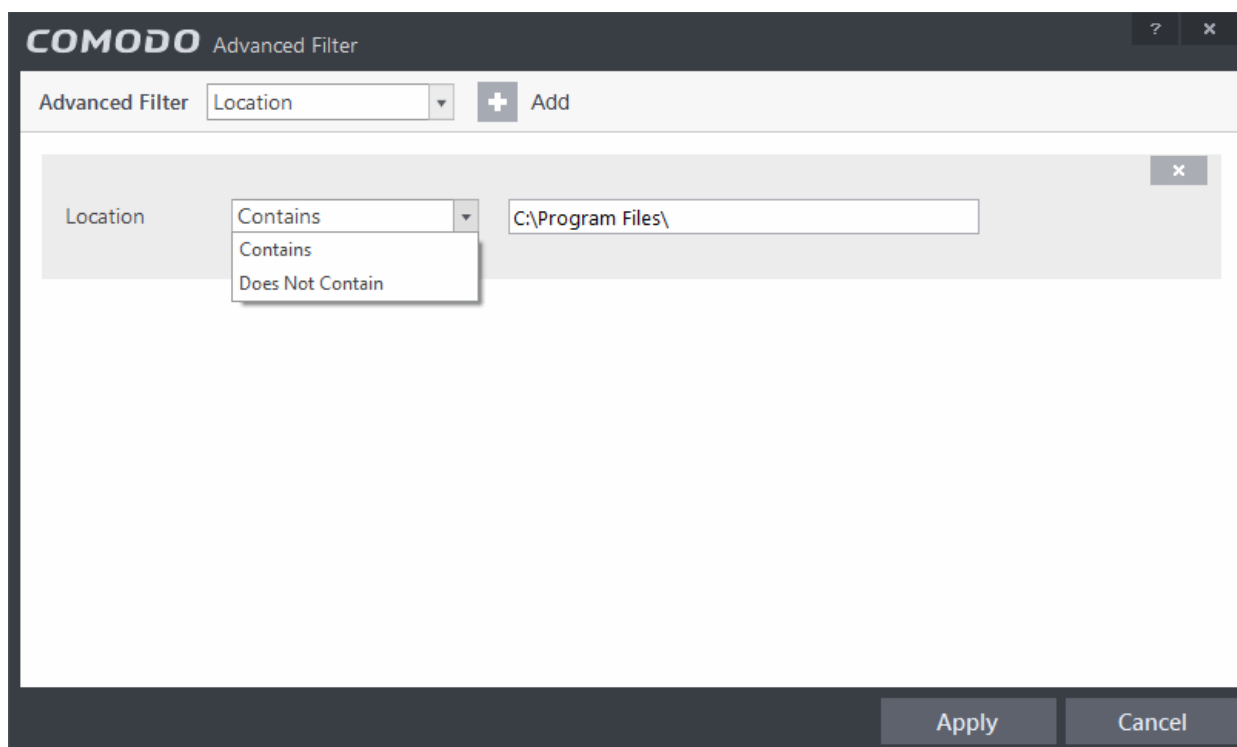 COMODO Advanced Filter ? ×
Advanced Filter Location + Add
×
Location Contains C:\Program Files\
Contains
Does Not Contain
Apply Cancel